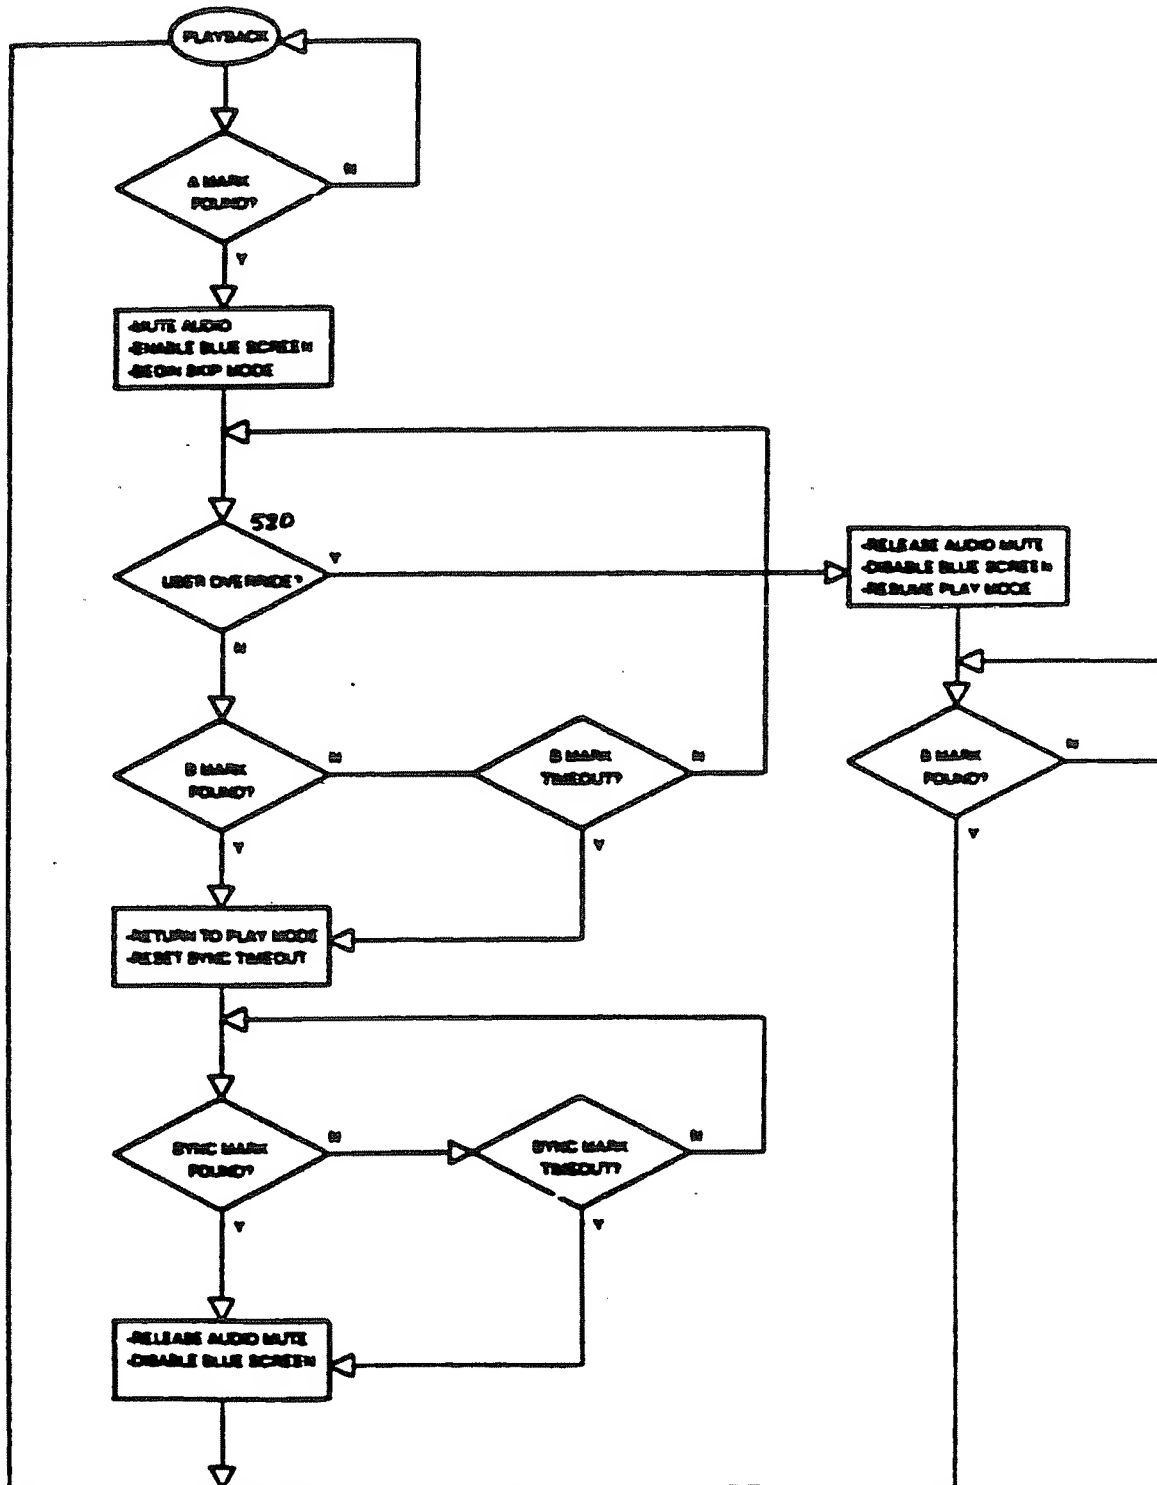 PLAYBACK
A MARK
FOUND?
N
Y
-MUTE AUDIO
-ENABLE BLUE SCREEN
-BEGIN SKIP MODE
580
USER OVERRIDE?
Y
-RELEASE AUDIO MUTE
-DISABLE BLUE SCREEN
-RESUME PLAY MODE
N
B MARK
FOUND?
N
B MARK
TIMEOUT?
N
B MARK
FOUND?
N
Y
Y
Y
-RETURN TO PLAY MODE
-RESET SYNC TIMEOUT
SYNC MARK
FOUND?
N
SYNC MARK
TIMEOUT?
N
Y
Y
-RELEASE AUDIO MUTE
-DISABLE BLUE SCREEN